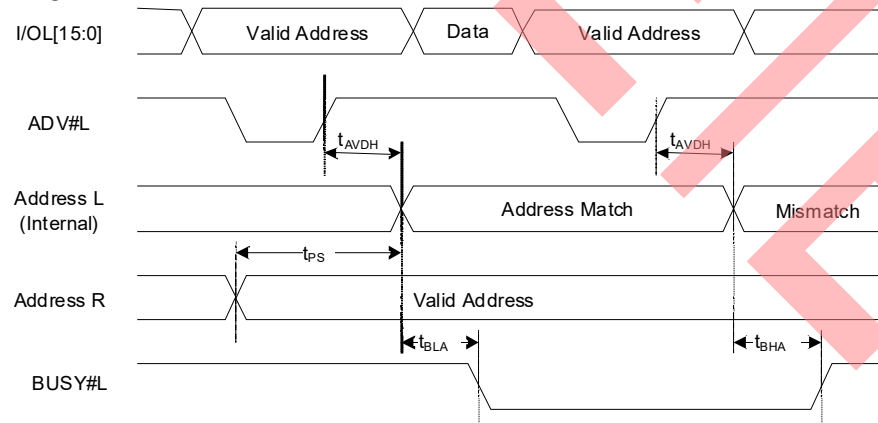 I/OL[15:0]
Valid Address
Data
Valid Address
ADV#L
tAVDH
tAVDH
Address L
(Internal)
Address Match
Mismatch
tPS
Address R
Valid Address
tBLA
tBHA
BUSY#L